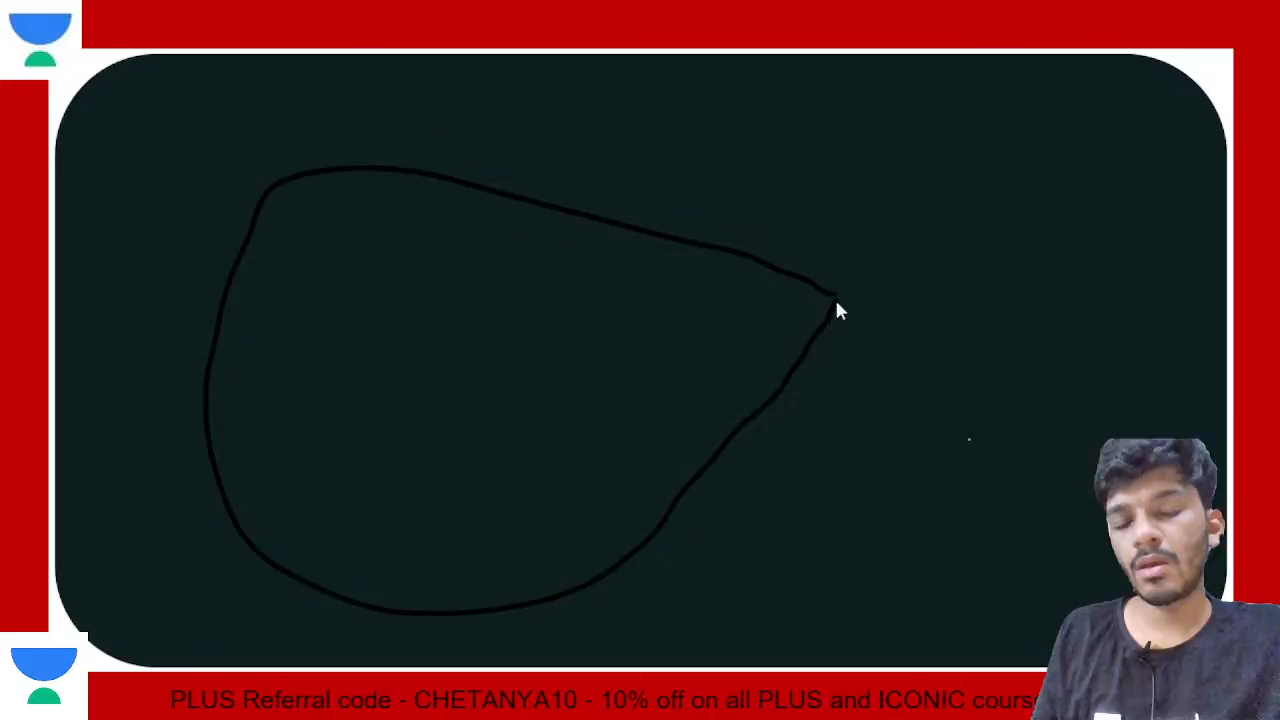 PLUS Referral code - CHETANYA10 - 10% off on all PLUS and ICONIC cours